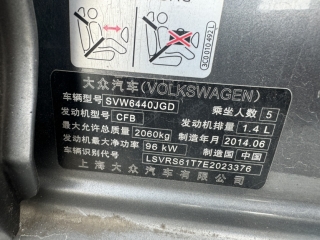 3C0 010 492 L
大众汽车(VOLKSWAGEN)
车辆型号 SVW6440JGD 乘坐人数 5
发动机型号 CFB 发动机排量 1.4 L
最大允许总质量 2060kg 制造年月 2014.06
发动机最大净功率 96 kW 制造国 中国
车辆识别代号 LSVRS61T7E2023376
上海大众汽车有限公司